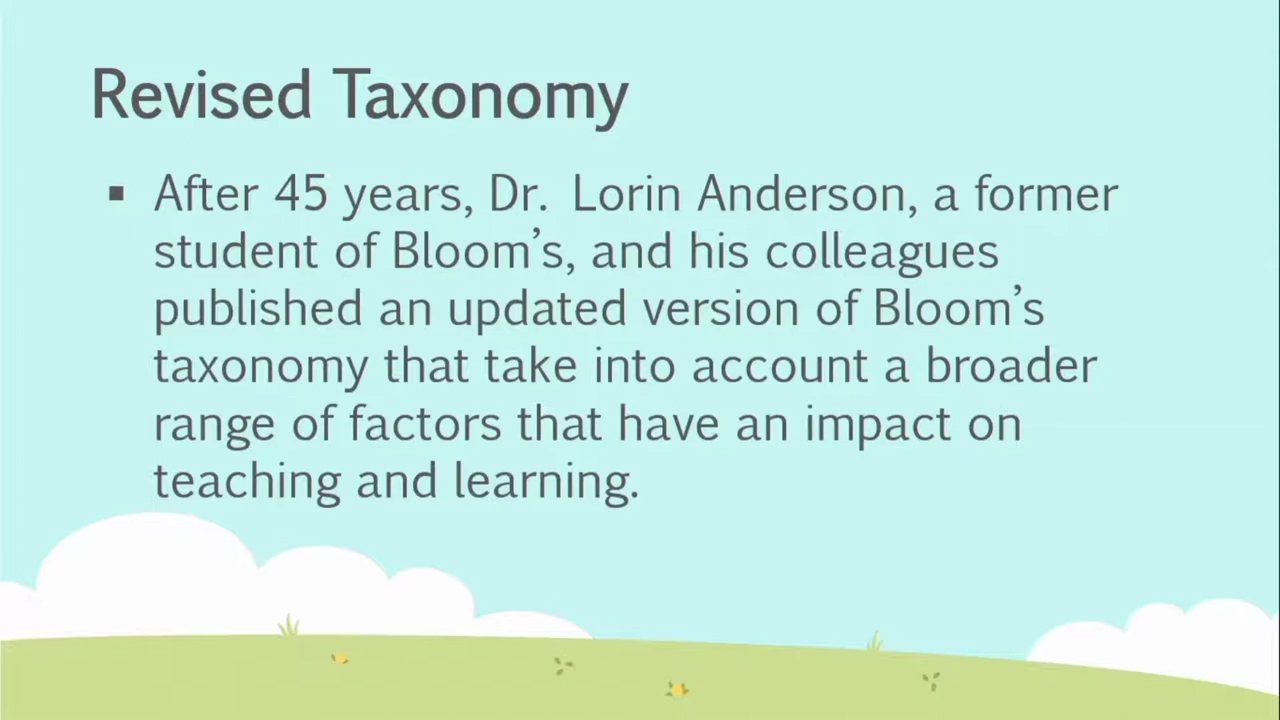 Revised Taxonomy
▪ After 45 years, Dr. Lorin Anderson, a former
student of Bloom’s, and his colleagues
published an updated version of Bloom’s
taxonomy that take into account a broader
range of factors that have an impact on
teaching and learning.